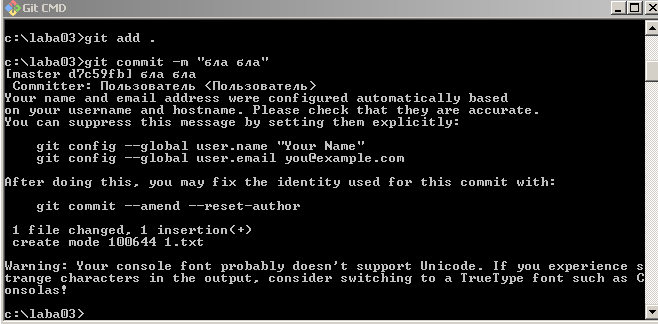 Git CMD
c:\laba03>git add .
c:\laba03>git commit -m "бла бла"
[master d7c59fb] бла бла
 Committer: Пользователь <Пользователь>
Your name and email address were configured automatically based
on your username and hostname. Please check that they are accurate.
You can suppress this message by setting them explicitly:
    git config --global user.name "Your Name"
    git config --global user.email you@example.com
After doing this, you may fix the identity used for this commit with:
    git commit --amend --reset-author
 1 file changed, 1 insertion(+)
 create mode 100644 1.txt
Warning: Your console font probably doesn't support Unicode. If you experience s
trange characters in the output, consider switching to a TrueType font such as C
onsolas!
c:\laba03>